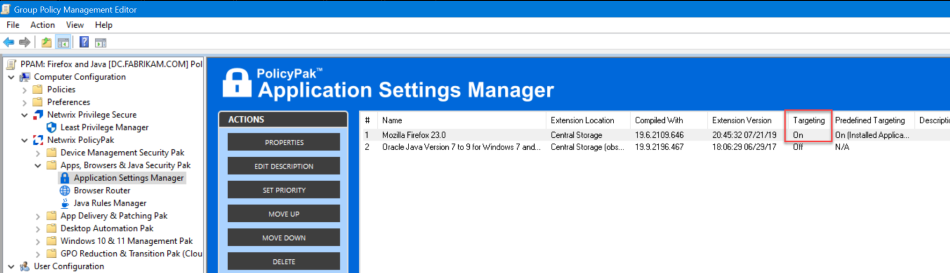 Group Policy Management Editor
File Action View Help
PPAM: Firefox and Java [DC.FABRIKAM.COM] Pol
Computer Configuration
Policies
Preferences
Netwrix Privilege Secure
Least Privilege Manager
Netwrix PolicyPak
Device Management Security Pak
Apps, Browsers & Java Security Pak
Application Settings Manager
Browser Router
Java Rules Manager
App Delivery & Patching Pak
Desktop Automation Pak
Windows 10 & 11 Management Pak
GPO Reduction & Transition Pak (Clou
User Configuration
PolicyPak™
Application Settings Manager
ACTIONS
PROPERTIES
EDIT DESCRIPTION
SET PRIORITY
MOVE UP
MOVE DOWN
DELETE
# Name Extension Location Compiled With Extension Version Targeting Predefined Targeting Descripti
1 Mozilla Firefox 23.0 Central Storage 19.6.2109.646 20:45:32 07/21/19 On On (Installed Applica...
2 Oracle Java Version 7 to 9 for Windows 7 and... Central Storage (obs... 19.9.2196.467 18:06:29 06/29/17 Off N/A